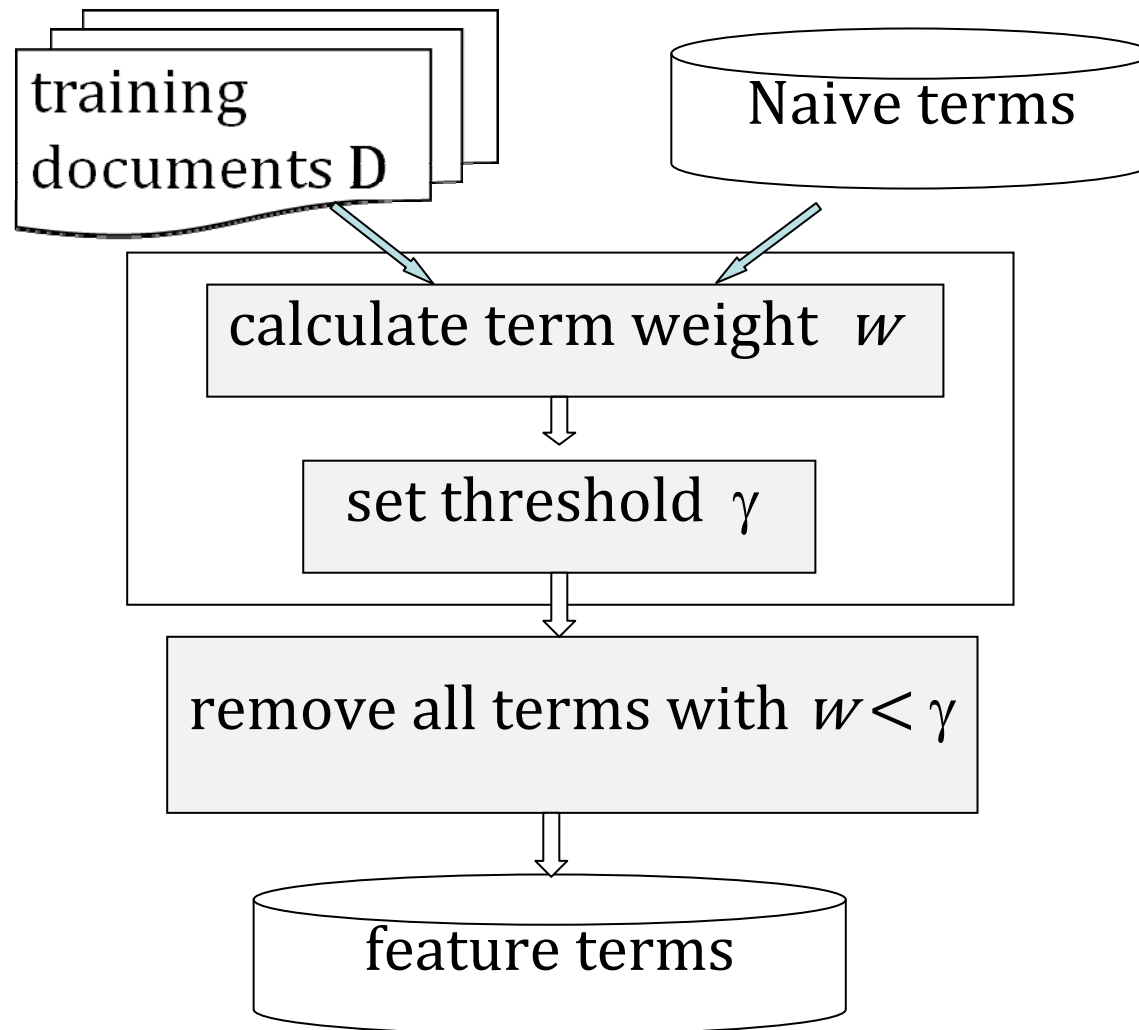 training
documents D
Naive terms
calculate term weight w
set threshold γ
remove all terms with w < γ
feature terms